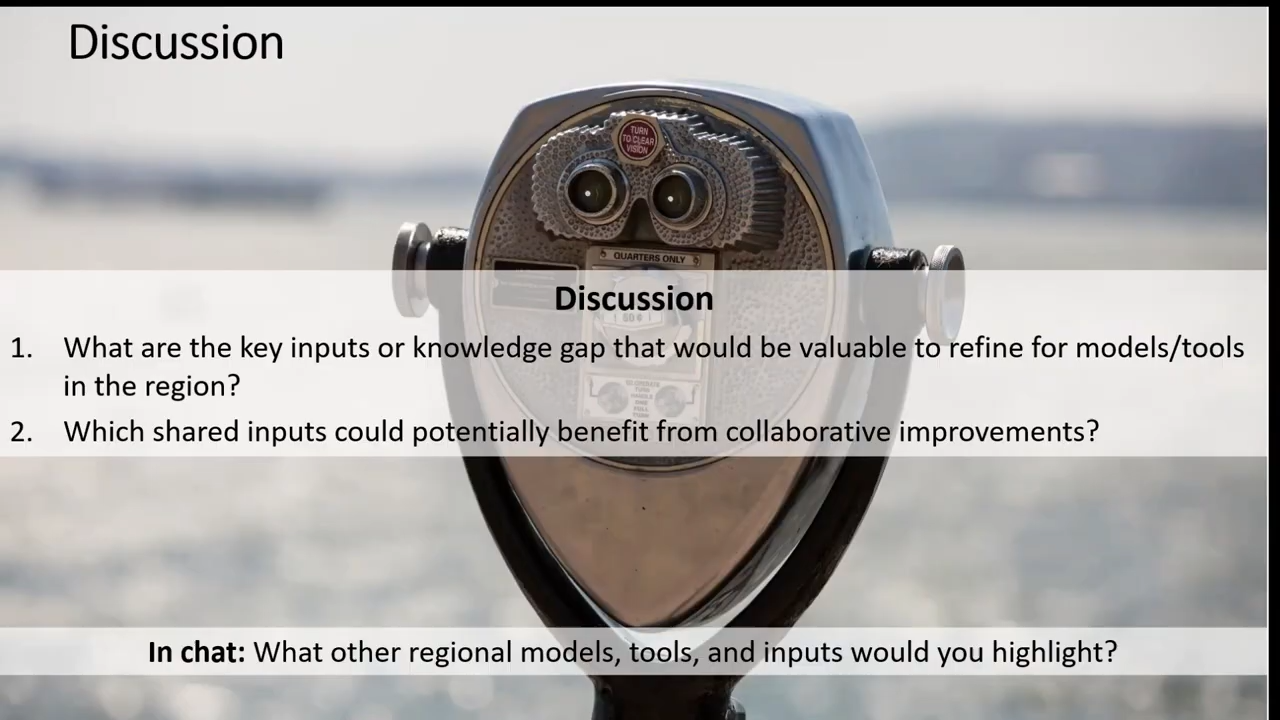 Discussion
TURN
TO CLEAR
VISION
QUARTERS ONLY
Discussion
1. What are the key inputs or knowledge gap that would be valuable to refine for models/tools
in the region?
2. Which shared inputs could potentially benefit from collaborative improvements?
In chat: What other regional models, tools, and inputs would you highlight?